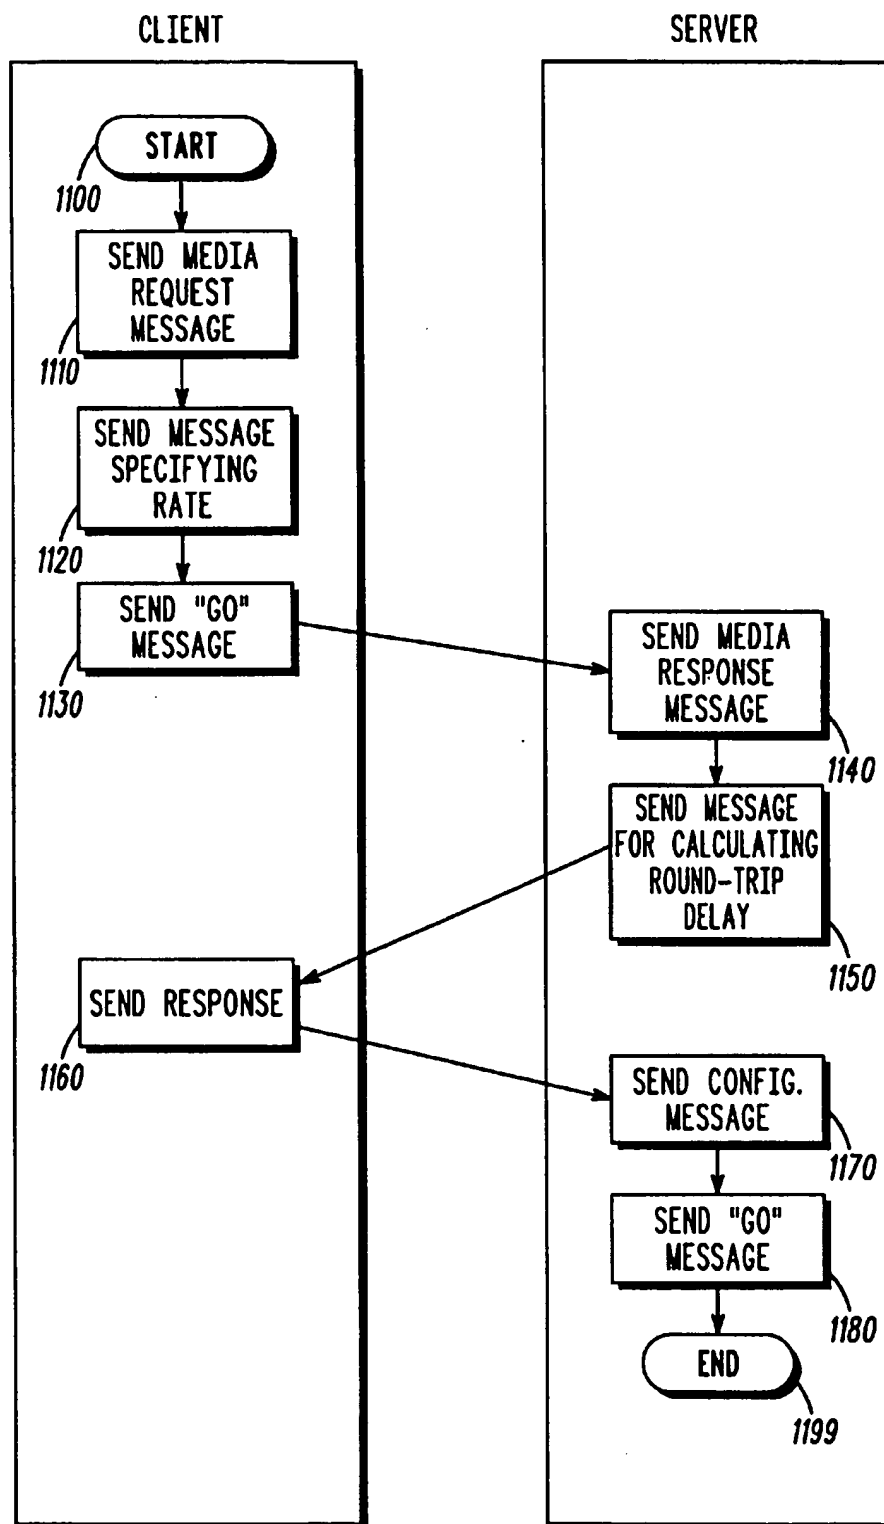 CLIENT
SERVER
START
1100
SEND MEDIA
REQUEST
MESSAGE
1110
SEND MESSAGE
SPECIFYING
RATE
1120
SEND "GO"
MESSAGE
1130
SEND MEDIA
RESPONSE
MESSAGE
1140
SEND MESSAGE
FOR CALCULATING
ROUND-TRIP
DELAY
1150
SEND RESPONSE
1160
SEND CONFIG.
MESSAGE
1170
SEND "GO"
MESSAGE
1180
END
1199